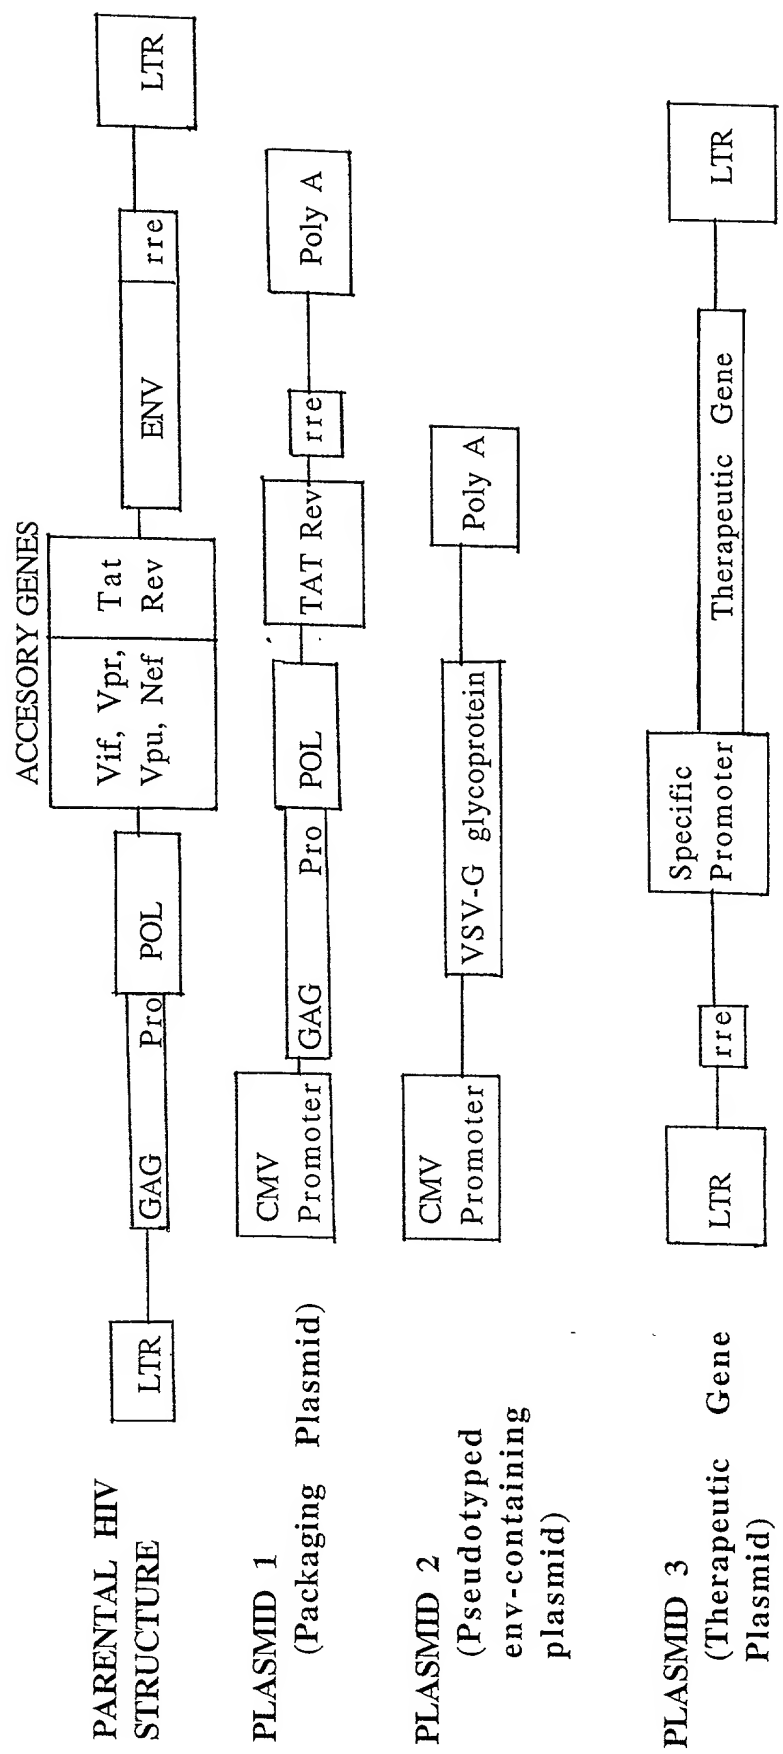 ACCESORY GENES
PARENTAL HIV
STRUCTURE
LTR
GAG Pro
POL
Vif, Vpr,
Vpu, Nef
Tat
Rev
ENV
rre
LTR
PLASMID 1
(Packaging Plasmid)
CMV
Promoter
GAG Pro
POL
TAT Rev
rre
Poly A
PLASMID 2
(Pseudotyped
env-containing
plasmid)
CMV
Promoter
VSV-G glycoprotein
Poly A
PLASMID 3
(Therapeutic Gene
Plasmid)
LTR
rre
Specific
Promoter
Therapeutic Gene
LTR